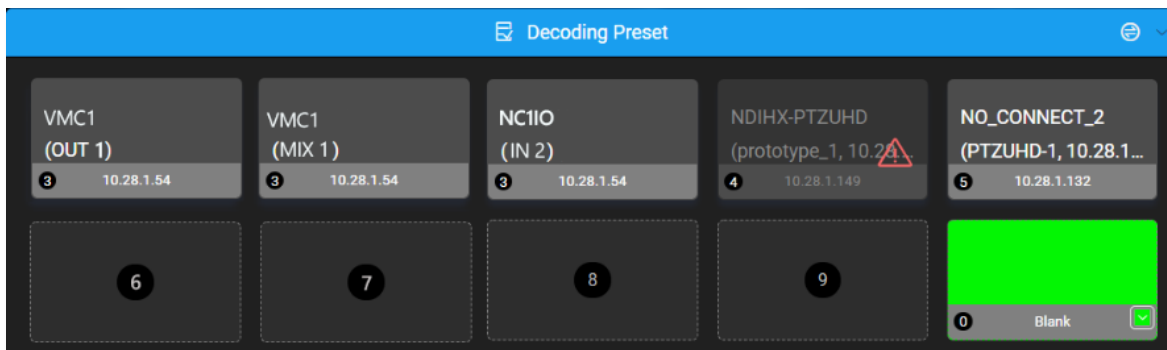 Decoding Preset
VMC1
(OUT 1)
3 10.28.1.54
VMC1
(MIX 1)
3 10.28.1.54
NC1IO
(IN 2)
3 10.28.1.54
NDIHX-PTZUHD
(prototype_1, 10.28....
4 10.28.1.149
NO_CONNECT_2
(PTZUHD-1, 10.28.1...
5 10.28.1.132
6
7
8
9
0 Blank